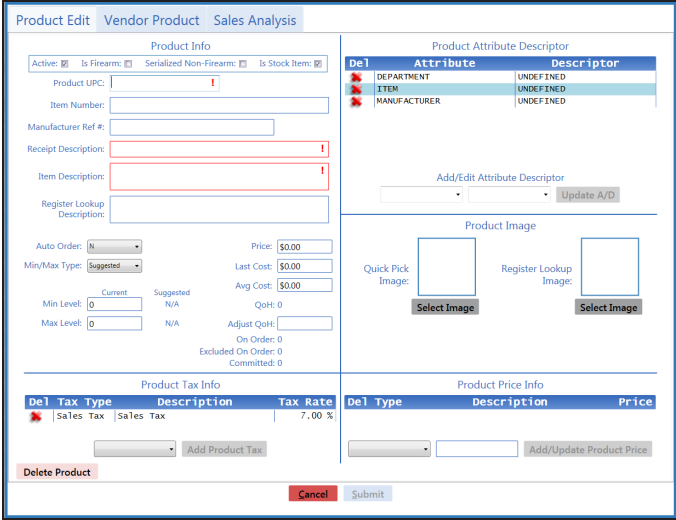 Product Edit Vendor Product Sales Analysis
Product Info
Active: Is Firearm: Serialized Non-Firearm: Is Stock Item:
Product UPC: !
Item Number:
Manufacturer Ref #:
Receipt Description: !
Item Description: !
Register Lookup
Description:
Auto Order: N Price: $0.00
Min/Max Type: Suggested Last Cost: $0.00
Avg Cost: $0.00
Current Suggested
Min Level: 0 N/A QoH: 0
Max Level: 0 N/A Adjust QoH:
On Order: 0
Excluded On Order: 0
Committed: 0
Product Attribute Descriptor
Del Attribute Descriptor
DEPARTMENT UNDEFINED
ITEM UNDEFINED
MANUFACTURER UNDEFINED
Add/Edit Attribute Descriptor
Update A/D
Product Image
Quick Pick
Image:
Register Lookup
Image:
Select Image Select Image
Product Tax Info
Del Tax Type Description Tax Rate
Sales Tax Sales Tax 7.00 %
Add Product Tax
Product Price Info
Del Type Description Price
Add/Update Product Price
Delete Product
Cancel Submit